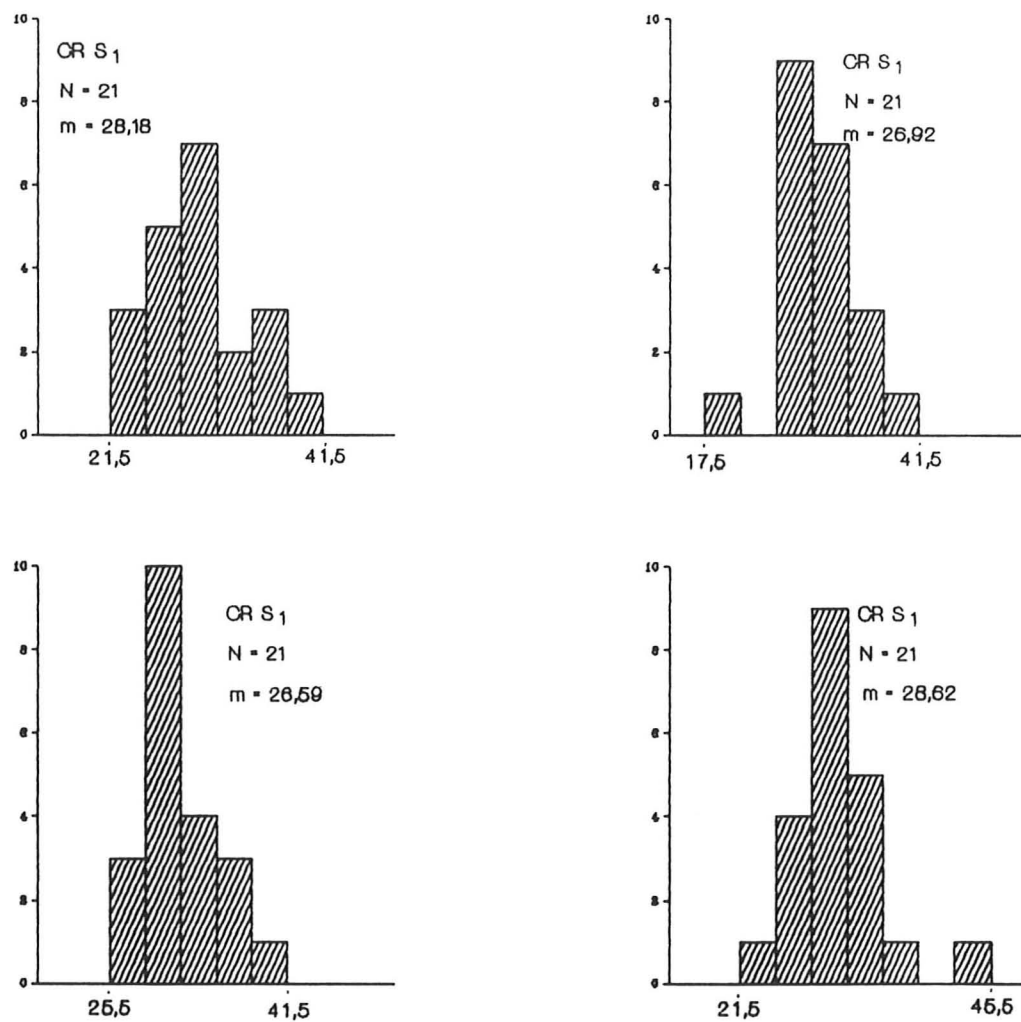 10
8
6
4
2
0
CR S1
N = 21
m = 28,18
21,5 41,5
10
8
6
4
2
0
CR S1
N = 21
m = 26,92
17,5 41,5
10
8
6
4
2
0
CR S1
N = 21
m = 26,59
25,5 41,5
10
8
6
4
2
0
CR S1
N = 21
m = 28,62
21,5 45,5